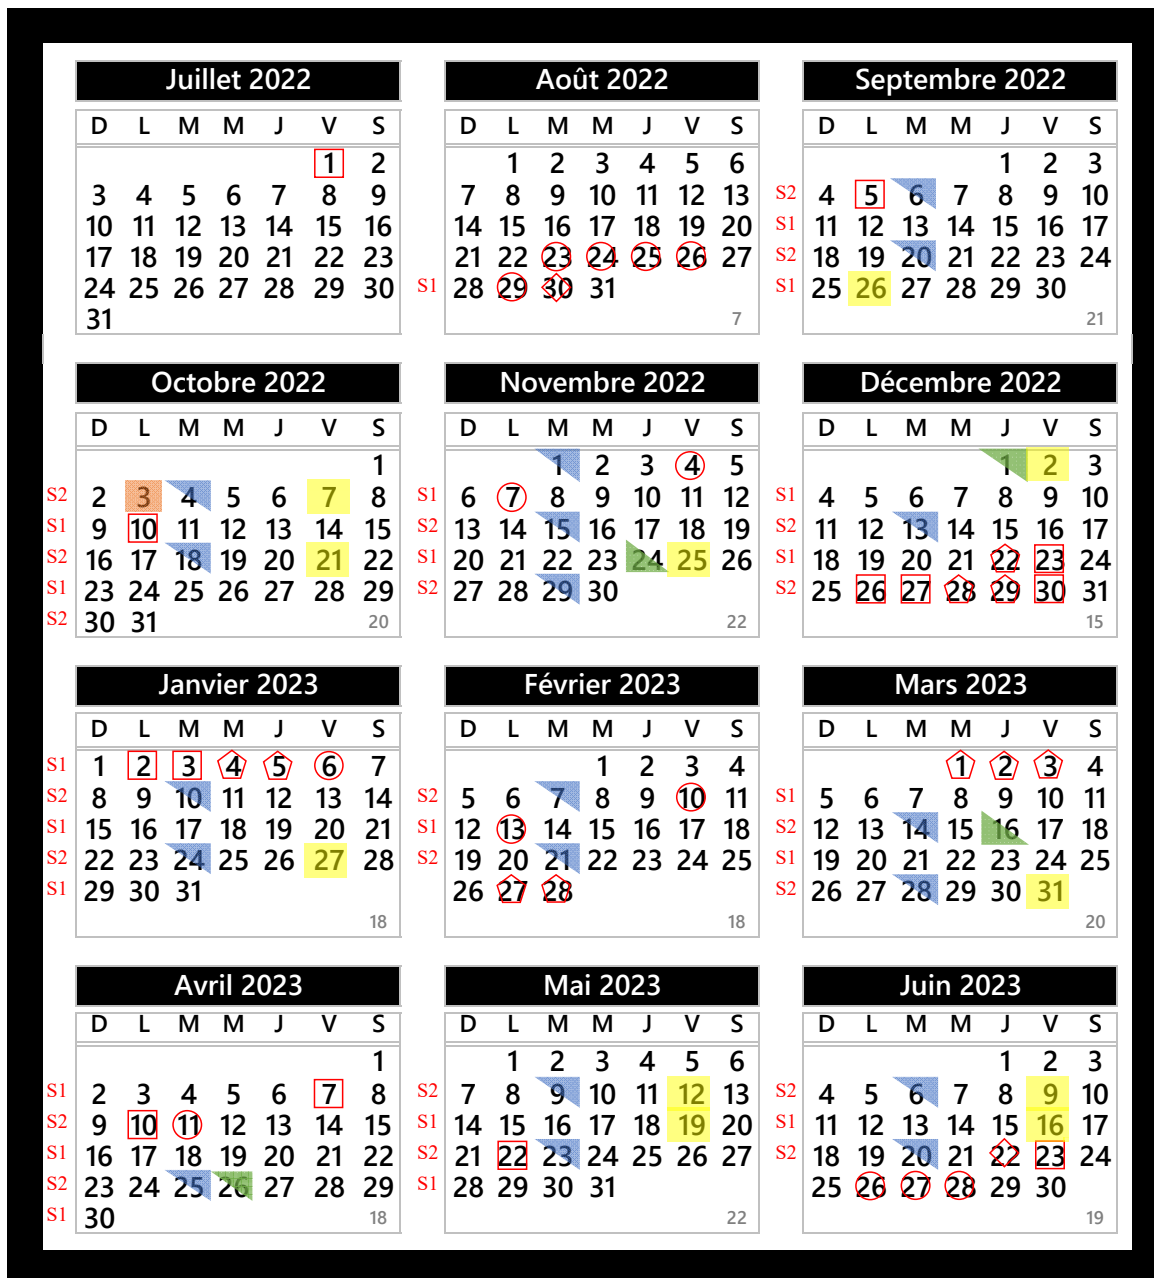 Juillet 2022
D L M M J V S
1 2
3 4 5 6 7 8 9
10 11 12 13 14 15 16
17 18 19 20 21 22 23
24 25 26 27 28 29 30
31
Août 2022
D L M M J V S
1 2 3 4 5 6
7 8 9 10 11 12 13
14 15 16 17 18 19 20
21 22 23 24 25 26 27
S1 28 29 30 31
7
Septembre 2022
D L M M J V S
1 2 3
S2 4 5 6 7 8 9 10
S1 11 12 13 14 15 16 17
S2 18 19 20 21 22 23 24
S1 25 26 27 28 29 30
21
Octobre 2022
D L M M J V S
1
S2 2 3 4 5 6 7 8
S1 9 10 11 12 13 14 15
S2 16 17 18 19 20 21 22
S1 23 24 25 26 27 28 29
S2 30 31 20
Novembre 2022
D L M M J V S
1 2 3 4 5
S1 6 7 8 9 10 11 12
S2 13 14 15 16 17 18 19
S1 20 21 22 23 24 25 26
S2 27 28 29 30
22
Décembre 2022
D L M M J V S
1 2 3
S1 4 5 6 7 8 9 10
S2 11 12 13 14 15 16 17
S1 18 19 20 21 22 23 24
S2 25 26 27 28 29 30 31
15
Janvier 2023
D L M M J V S
S1 1 2 3 4 5 6 7
S2 8 9 10 11 12 13 14
S1 15 16 17 18 19 20 21
S2 22 23 24 25 26 27 28
S1 29 30 31
18
Février 2023
D L M M J V S
1 2 3 4
S2 5 6 7 8 9 10 11
S1 12 13 14 15 16 17 18
S2 19 20 21 22 23 24 25
26 27 28
18
Mars 2023
D L M M J V S
1 2 3 4
S1 5 6 7 8 9 10 11
S2 12 13 14 15 16 17 18
S1 19 20 21 22 23 24 25
S2 26 27 28 29 30 31
20
Avril 2023
D L M M J V S
1
S1 2 3 4 5 6 7 8
S2 9 10 11 12 13 14 15
S1 16 17 18 19 20 21 22
S2 23 24 25 26 27 28 29
S1 30 18
Mai 2023
D L M M J V S
1 2 3 4 5 6
S2 7 8 9 10 11 12 13
S1 14 15 16 17 18 19 20
S2 21 22 23 24 25 26 27
S1 28 29 30 31
22
Juin 2023
D L M M J V S
1 2 3
S2 4 5 6 7 8 9 10
S1 11 12 13 14 15 16 17
S2 18 19 20 21 22 23 24
25 26 27 28 29 30
19